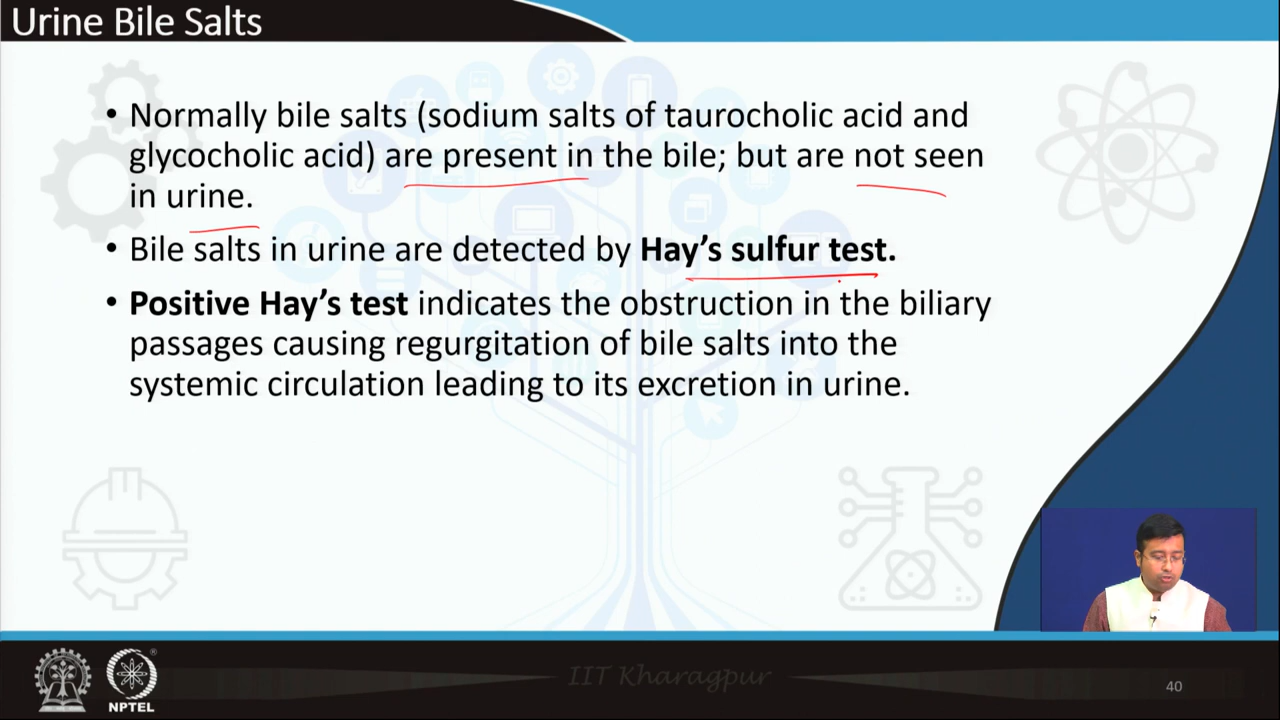 Urine Bile Salts
• Normally bile salts (sodium salts of taurocholic acid and
glycocholic acid) are present in the bile; but are not seen
in urine.
• Bile salts in urine are detected by Hay's sulfur test.
• Positive Hay's test indicates the obstruction in the biliary
passages causing regurgitation of bile salts into the
systemic circulation leading to its excretion in urine.
IIT Kharagpur
NPTEL
®
40